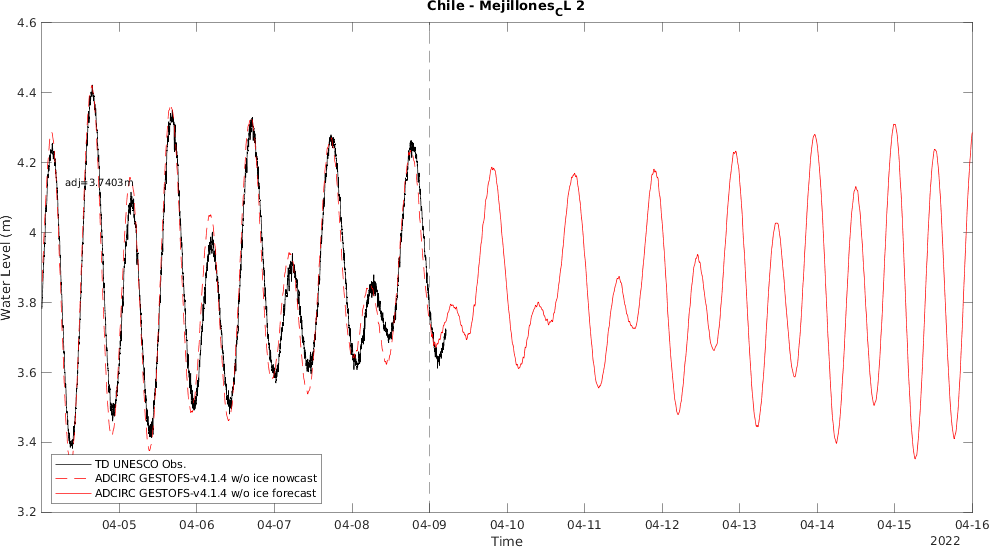 Chile - Mejillones_CL 2
4.6
4.4
4.2
4
3.8
3.6
3.4
3.2
Water Level (m)
adj=3.7403m
TD UNESCO Obs.
ADCIRC GESTOFS-v4.1.4 w/o ice nowcast
ADCIRC GESTOFS-v4.1.4 w/o ice forecast
04-05 04-06 04-07 04-08 04-09 04-10 04-11 04-12 04-13 04-14 04-15 04-16
Time
2022